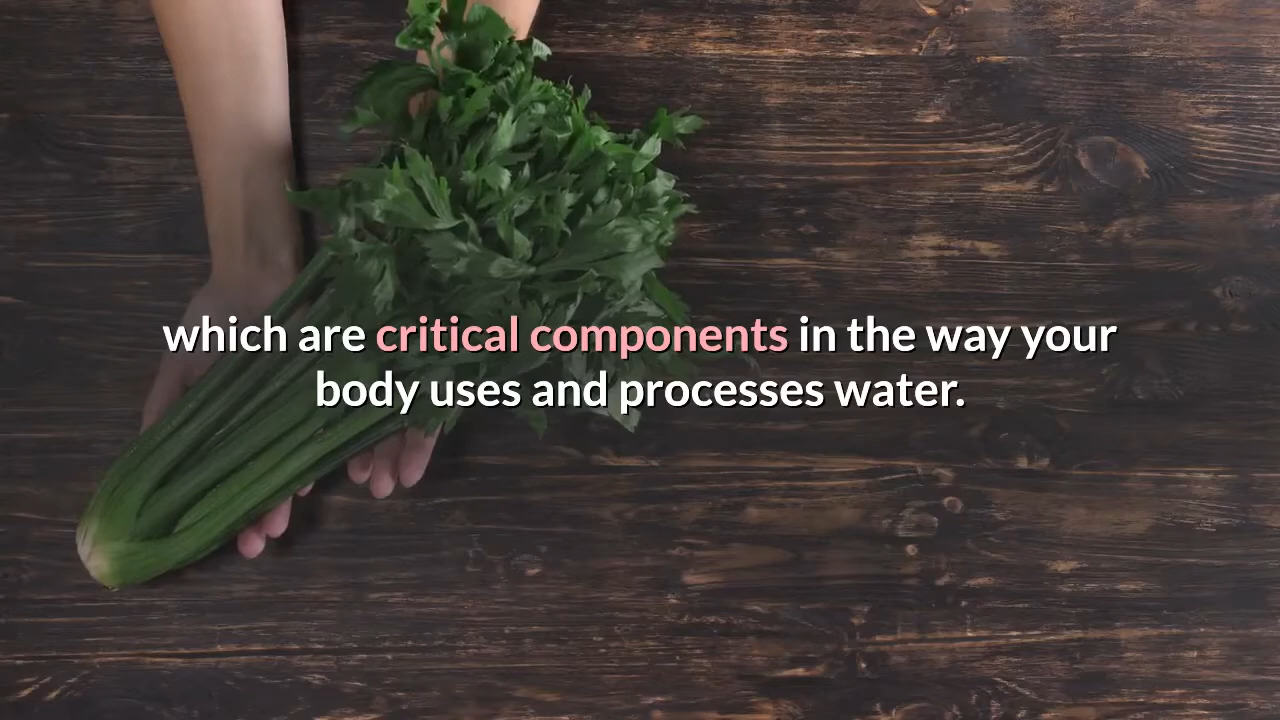 which are critical components in the way your
body uses and processes water.